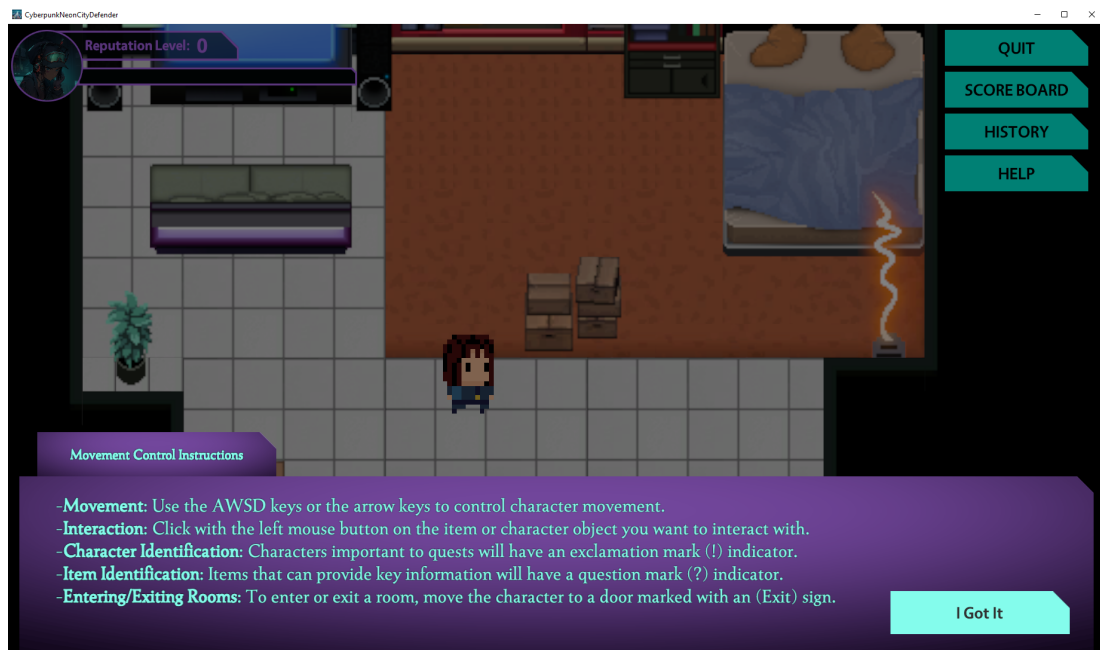 CyberpunkNeonCityDefender
Reputation Level: 0
QUIT
SCORE BOARD
HISTORY
HELP
Movement Control Instructions
-Movement: Use the AWSD keys or the arrow keys to control character movement.
-Interaction: Click with the left mouse button on the item or character object you want to interact with.
-Character Identification: Characters important to quests will have an exclamation mark (!) indicator.
-Item Identification: Items that can provide key information will have a question mark (?) indicator.
-Entering/Exiting Rooms: To enter or exit a room, move the character to a door marked with an (Exit) sign.
I Got It